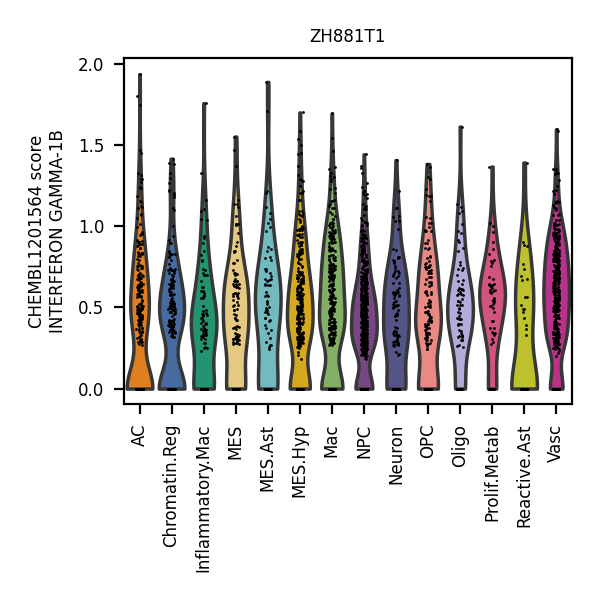 ZH881T1
CHEMBL1201564 score
INTERFERON GAMMA-1B
2.0
1.5
1.0
0.5
0.0
AC
Chromatin.Reg
Inflammatory.Mac
MES
MES.Ast
MES.Hyp
Mac
NPC
Neuron
OPC
Oligo
Prolif.Metab
Reactive.Ast
Vasc